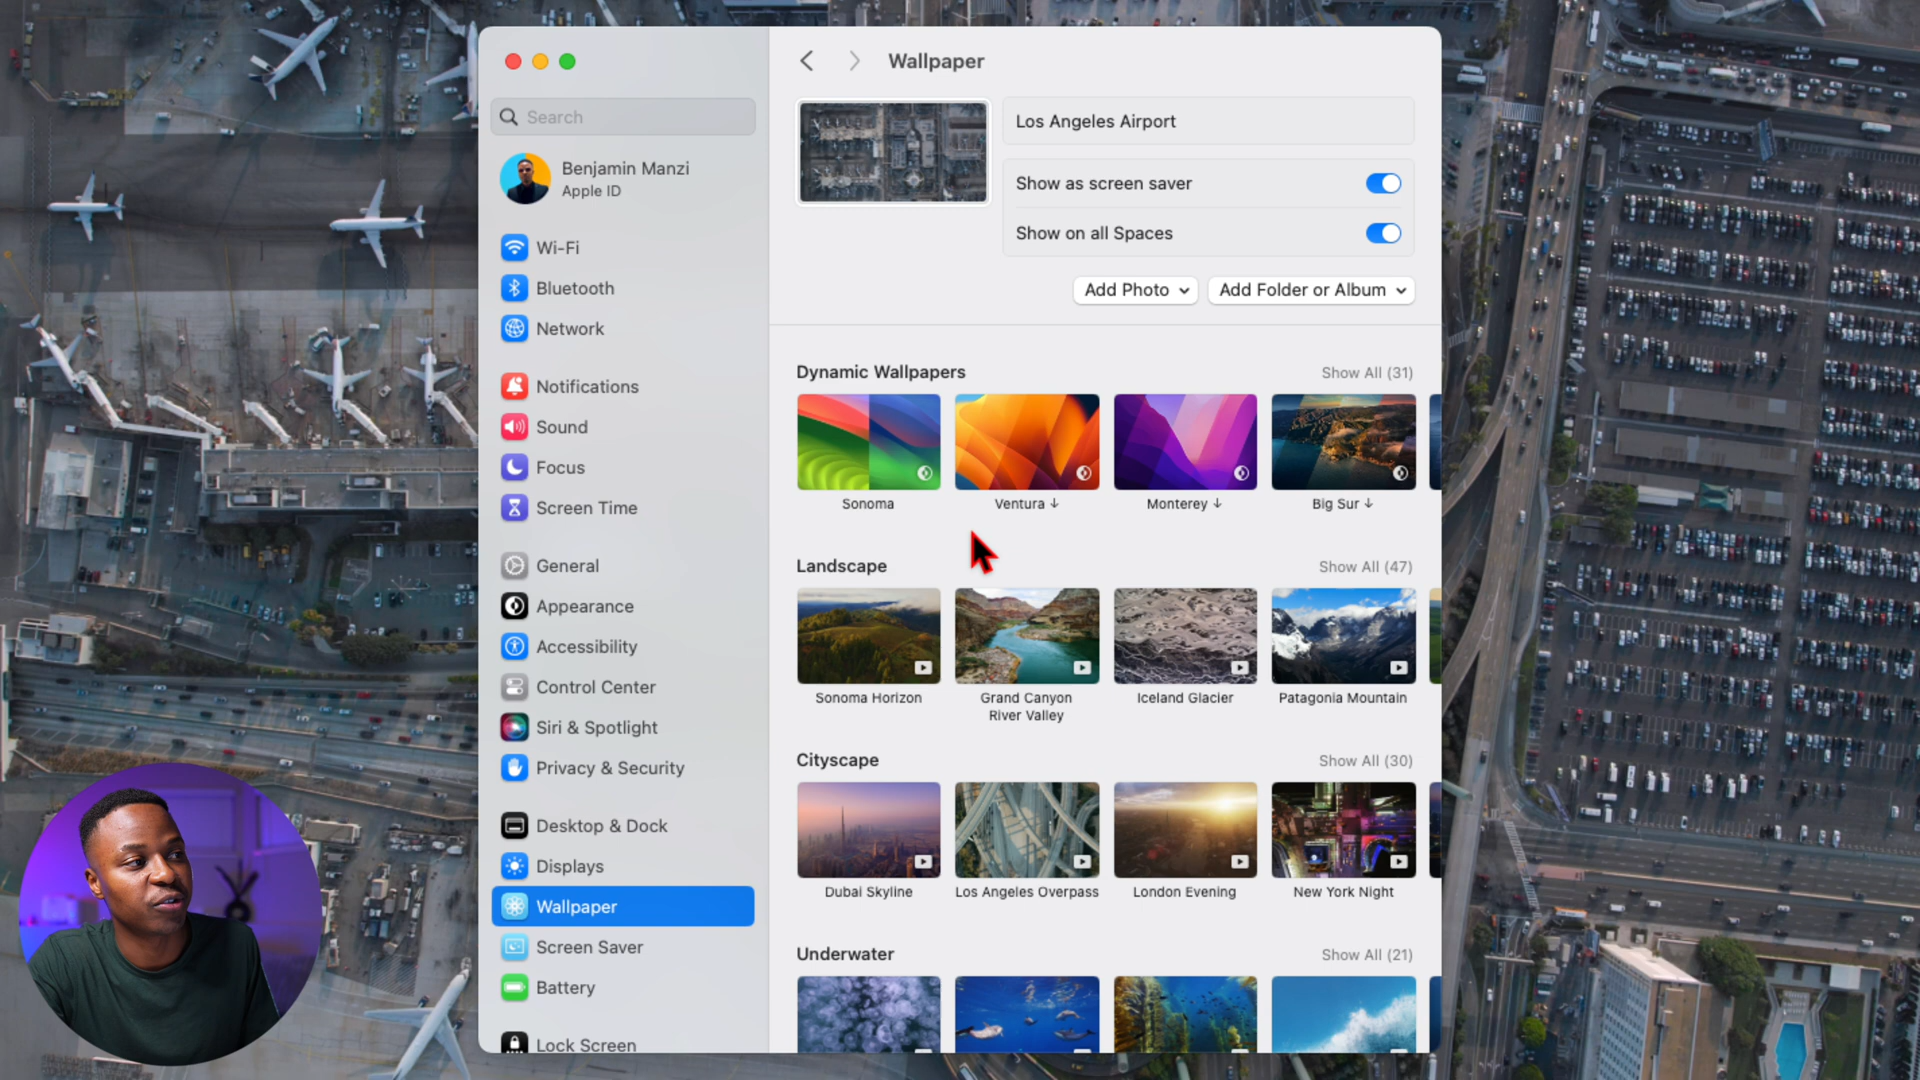 Search
Benjamin Manzi
Apple ID
Wi-Fi
Bluetooth
Network
Notifications
Sound
Focus
Screen Time
General
Appearance
Accessibility
Control Center
Siri & Spotlight
Privacy & Security
Desktop & Dock
Displays
Wallpaper
Screen Saver
Battery
Lock Screen
Wallpaper
Los Angeles Airport
Show as screen saver
Show on all Spaces
Add Photo
Add Folder or Album
Dynamic Wallpapers
Show All (31)
Sonoma
Ventura ↓
Monterey ↓
Big Sur ↓
Landscape
Show All (47)
Sonoma Horizon
Grand Canyon
River Valley
Iceland Glacier
Patagonia Mountain
Cityscape
Show All (30)
Dubai Skyline
Los Angeles Overpass
London Evening
New York Night
Underwater
Show All (21)